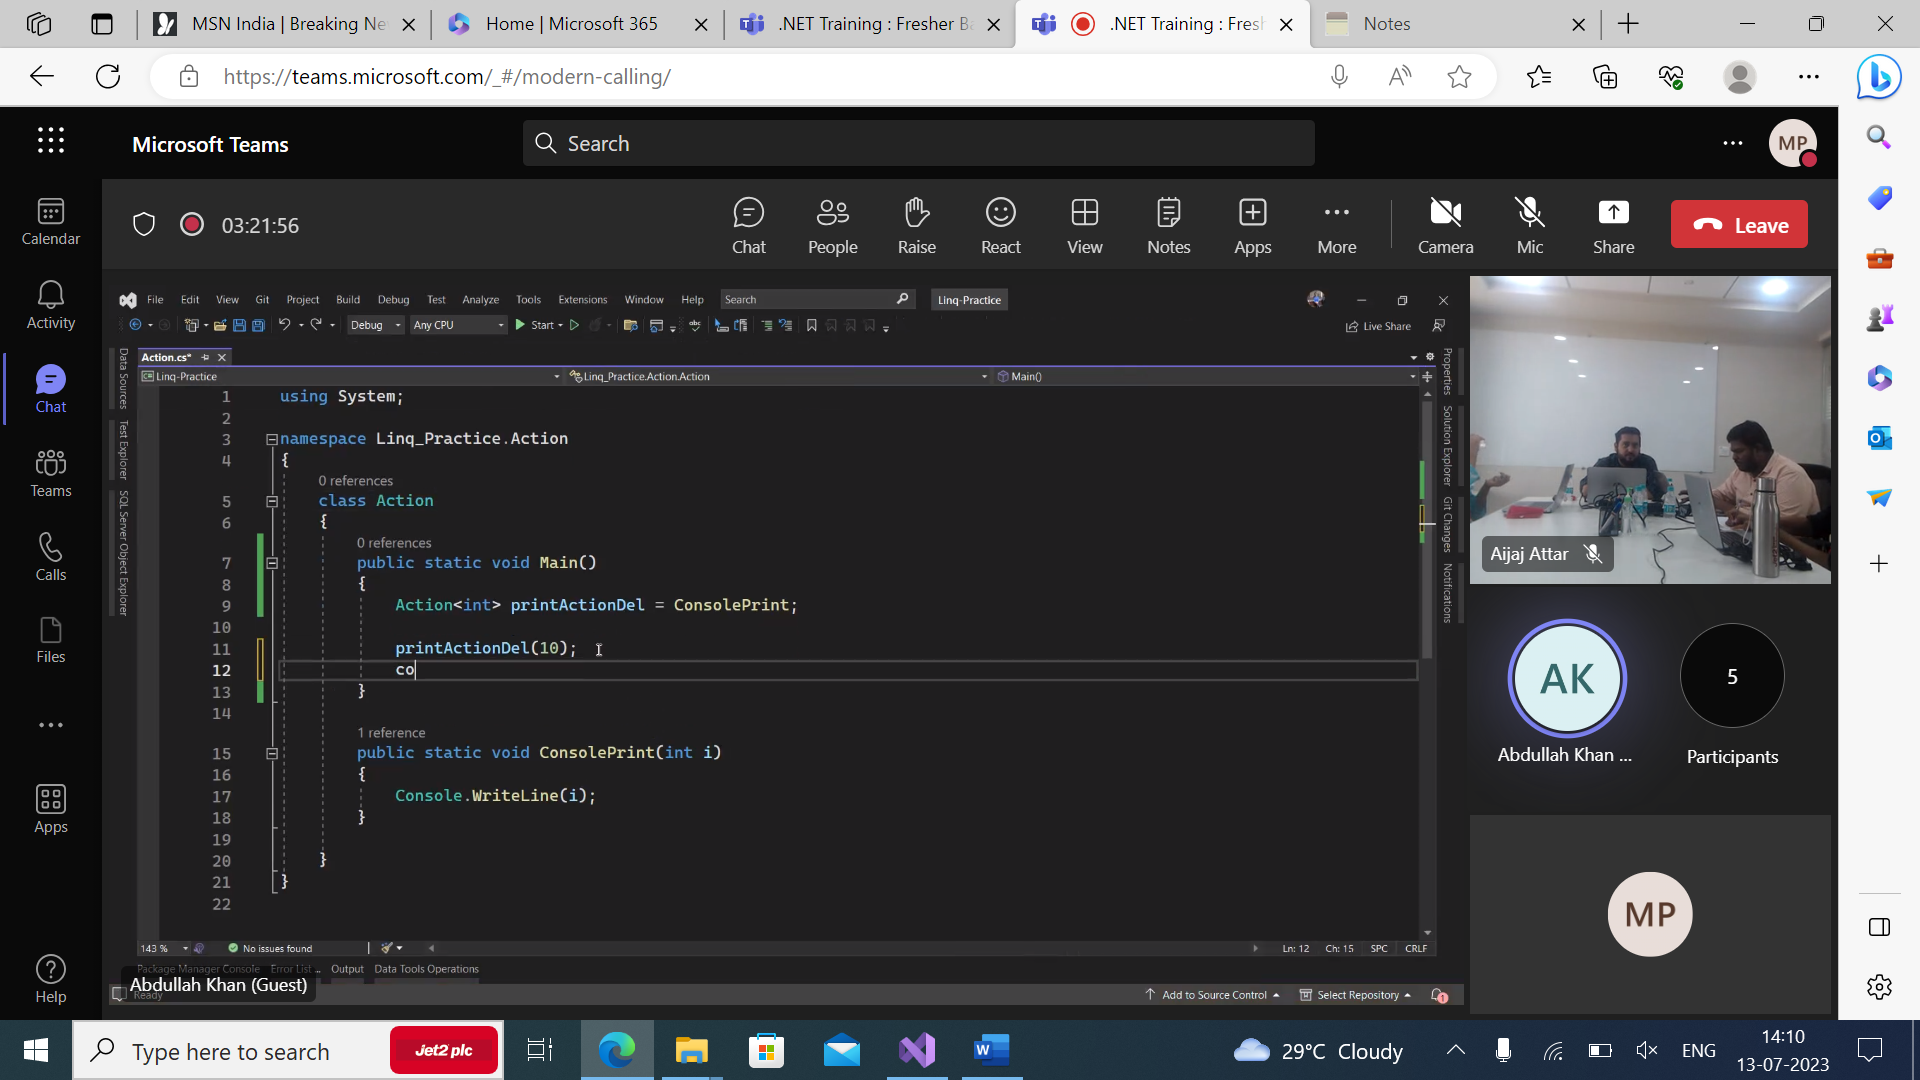 MSN India | Breaking Ne
Home | Microsoft 365
.NET Training : Fresher Ba
.NET Training : Fresh
Notes
https://teams.microsoft.com/_#/modern-calling/
Microsoft Teams
Search
MP
Calendar
Activity
Chat
Teams
Calls
Files
Apps
Help
03:21:56
Chat
People
Raise
React
View
Notes
Apps
More
Camera
Mic
Share
Leave
File Edit View Git Project Build Debug Test Analyze Tools Extensions Window Help Search Linq-Practice
Debug Any CPU Start Live Share
Action.cs*
Linq-Practice Linq_Practice.Action.Action Main()
Data Sources
Test Explorer
SQL Server Object Explorer
1 using System;
2
3 namespace Linq_Practice.Action
4 {
0 references
5 class Action
6 {
0 references
7 public static void Main()
8 {
9 Action<int> printActionDel = ConsolePrint;
10
11 printActionDel(10);
12 co
13 }
14
1 reference
15 public static void ConsolePrint(int i)
16 {
17 Console.WriteLine(i);
18 }
19
20 }
21 }
22
Properties
Solution Explorer
Git Changes
Notifications
143 % No issues found Ln: 12 Ch: 15 SPC CRLF
Package Manager Console Error List ... Output Data Tools Operations
Abdullah Khan (Guest)
Ready
Add to Source Control Select Repository 1
Aijaj Attar
AK
Abdullah Khan ...
5
Participants
MP
Type here to search
Jet2 plc
29°C Cloudy
ENG
14:10
13-07-2023